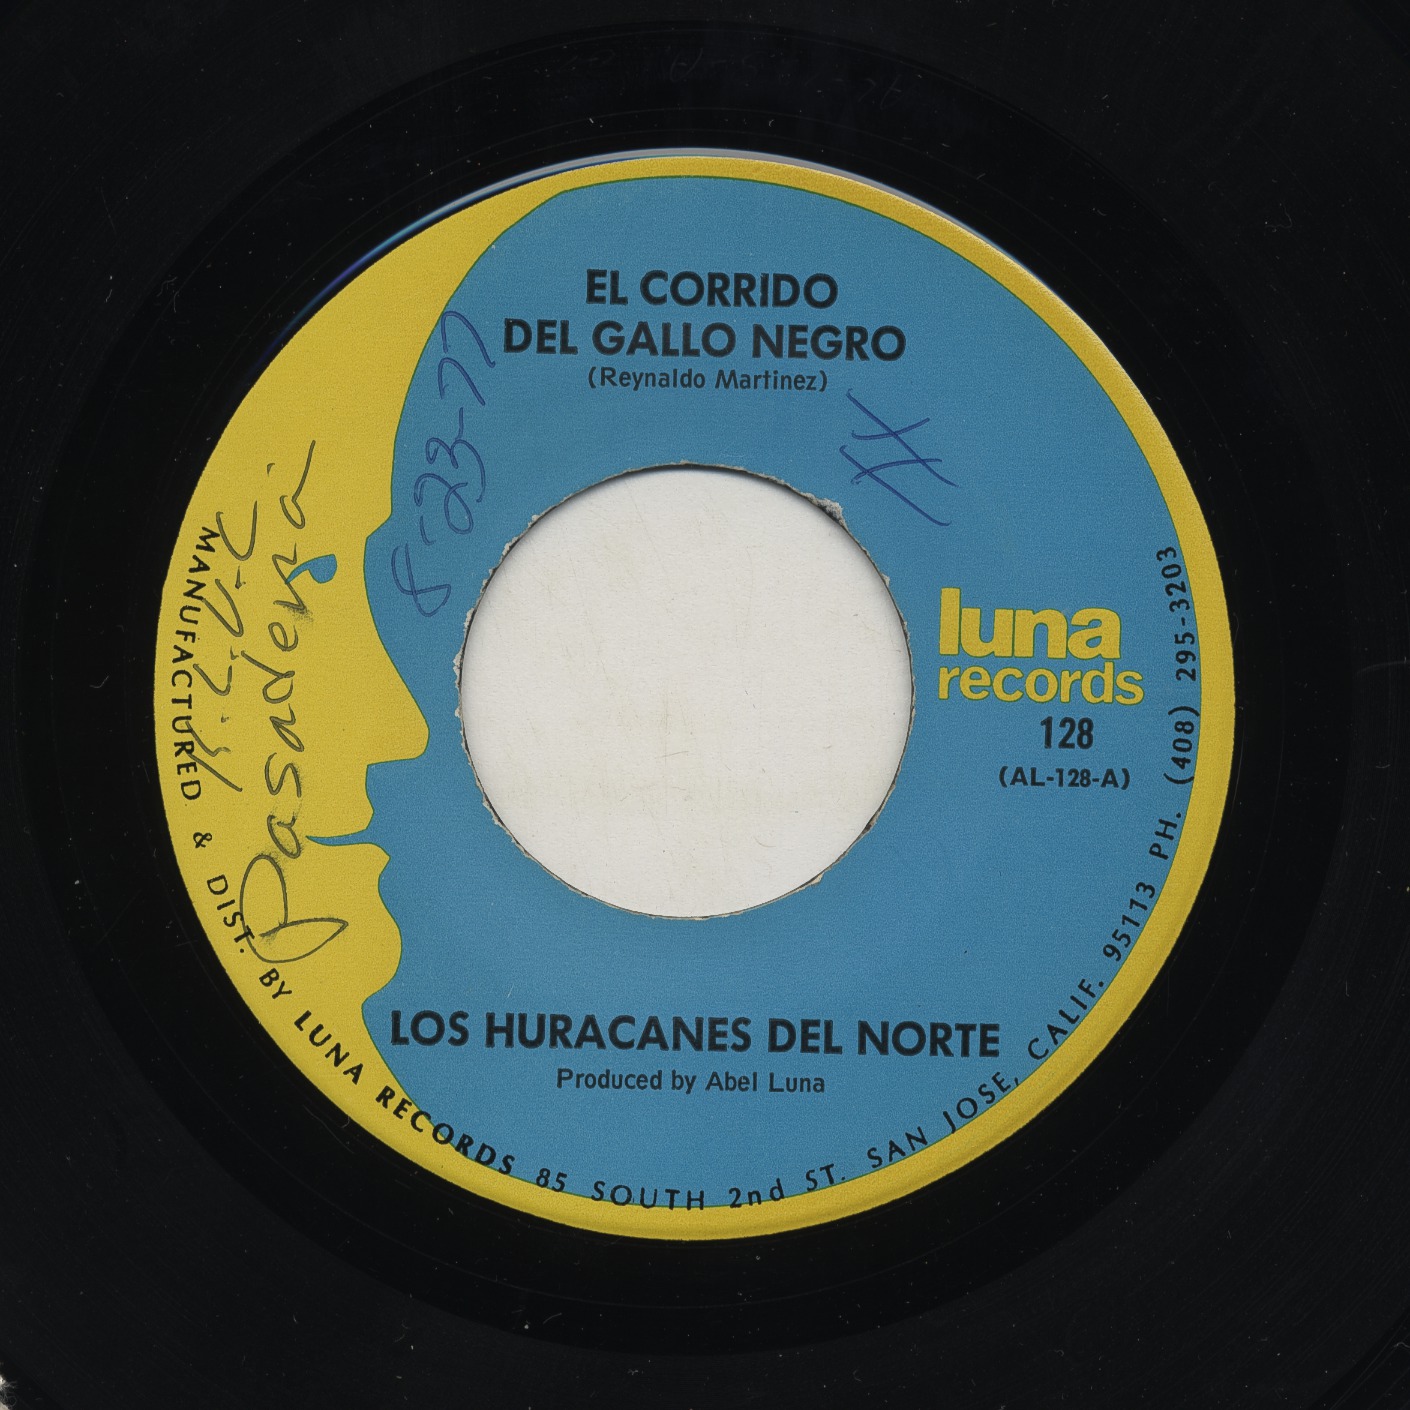 EL CORRIDO
DEL GALLO NEGRO
(Reynaldo Martinez)
8-23-77
Pasadena
luna
records
128
(AL-128-A)
LOS HURACANES DEL NORTE
Produced by Abel Luna
MANUFACTURED & DIST. BY LUNA RECORDS 85 SOUTH 2nd ST. SAN JOSE, CALIF. 95113 PH. (408) 295-3203